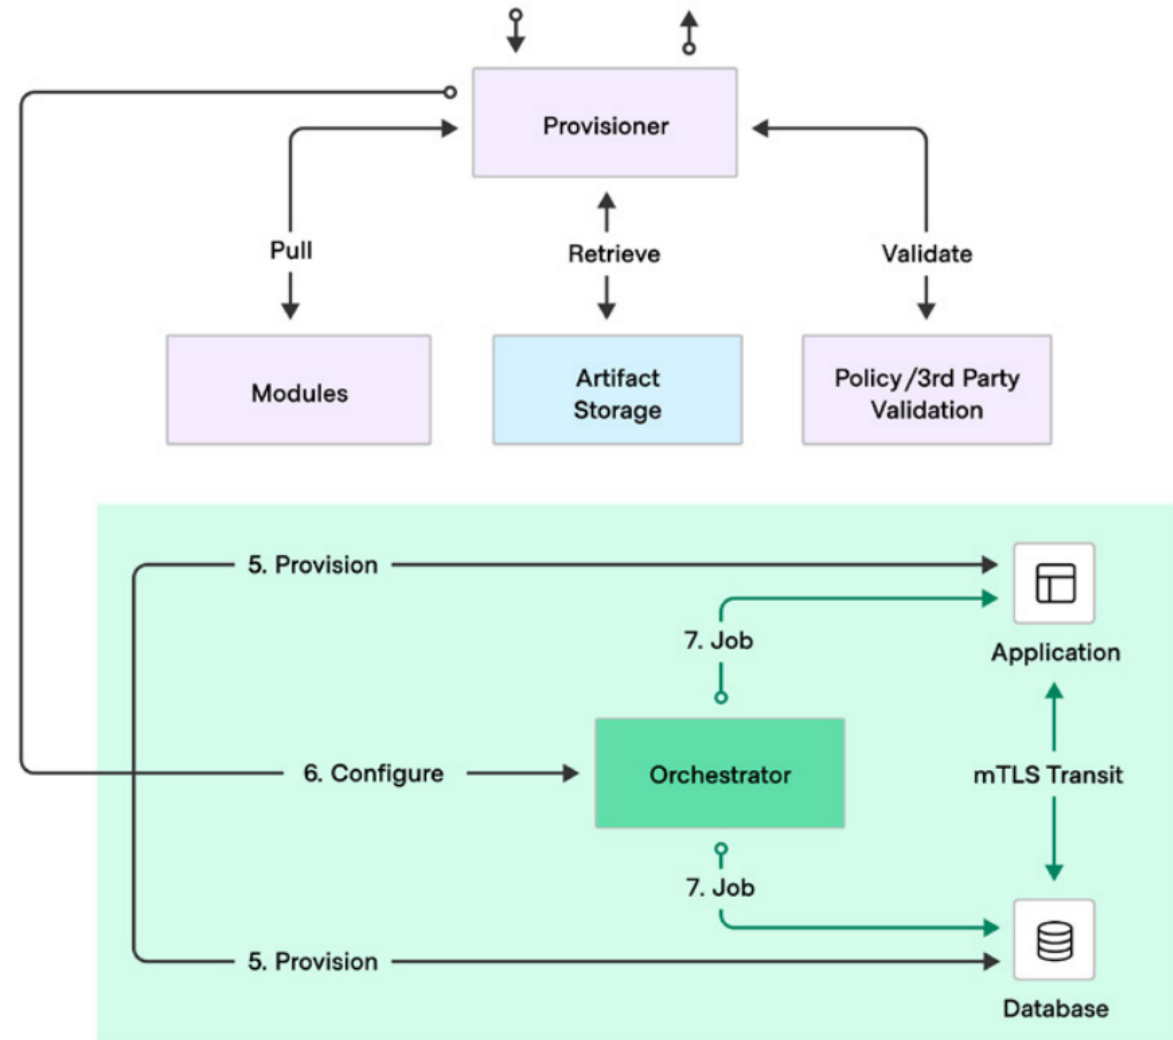 Provisioner
Pull
Retrieve
Validate
Modules
Artifact
Storage
Policy/3rd Party
Validation
5. Provision
7. Job
Application
6. Configure
Orchestrator
mTLS Transit
7. Job
5. Provision
Database